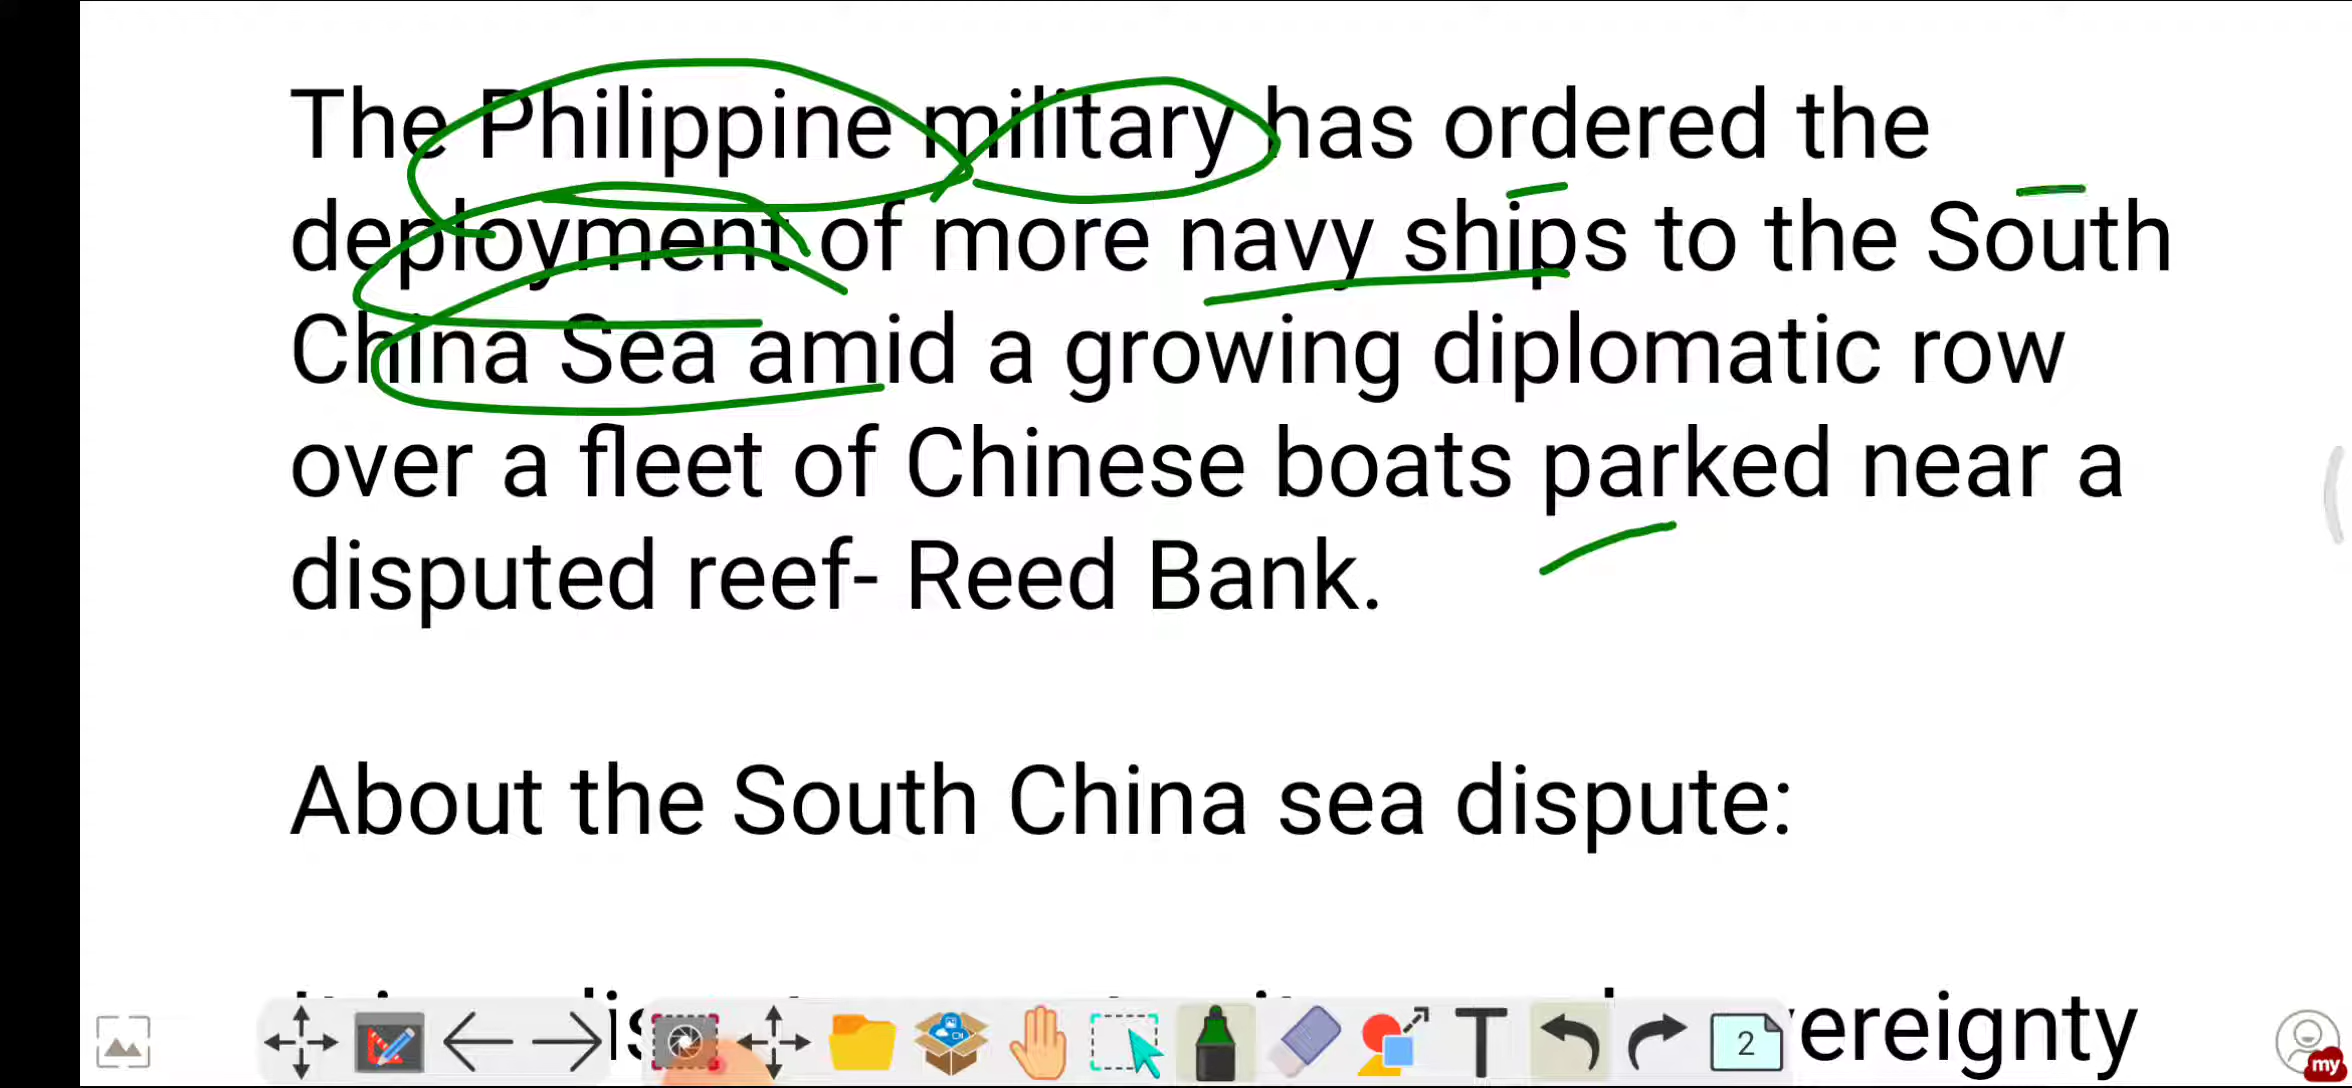 The Philippine military has ordered the
deployment of more navy ships to the South
China Sea amid a growing diplomatic row
over a fleet of Chinese boats parked near a
disputed reef- Reed Bank.
About the South China sea dispute:
ereignty
T
2
my